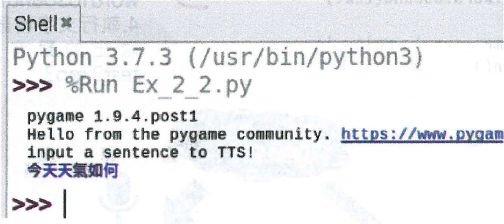 Shell ×
Python 3.7.3 (/usr/bin/python3)
>>> %Run Ex_2_2.py
pygame 1.9.4.post1
Hello from the pygame community. https://www.pygam
input a sentence to TTS!
今天天氣如何
>>>